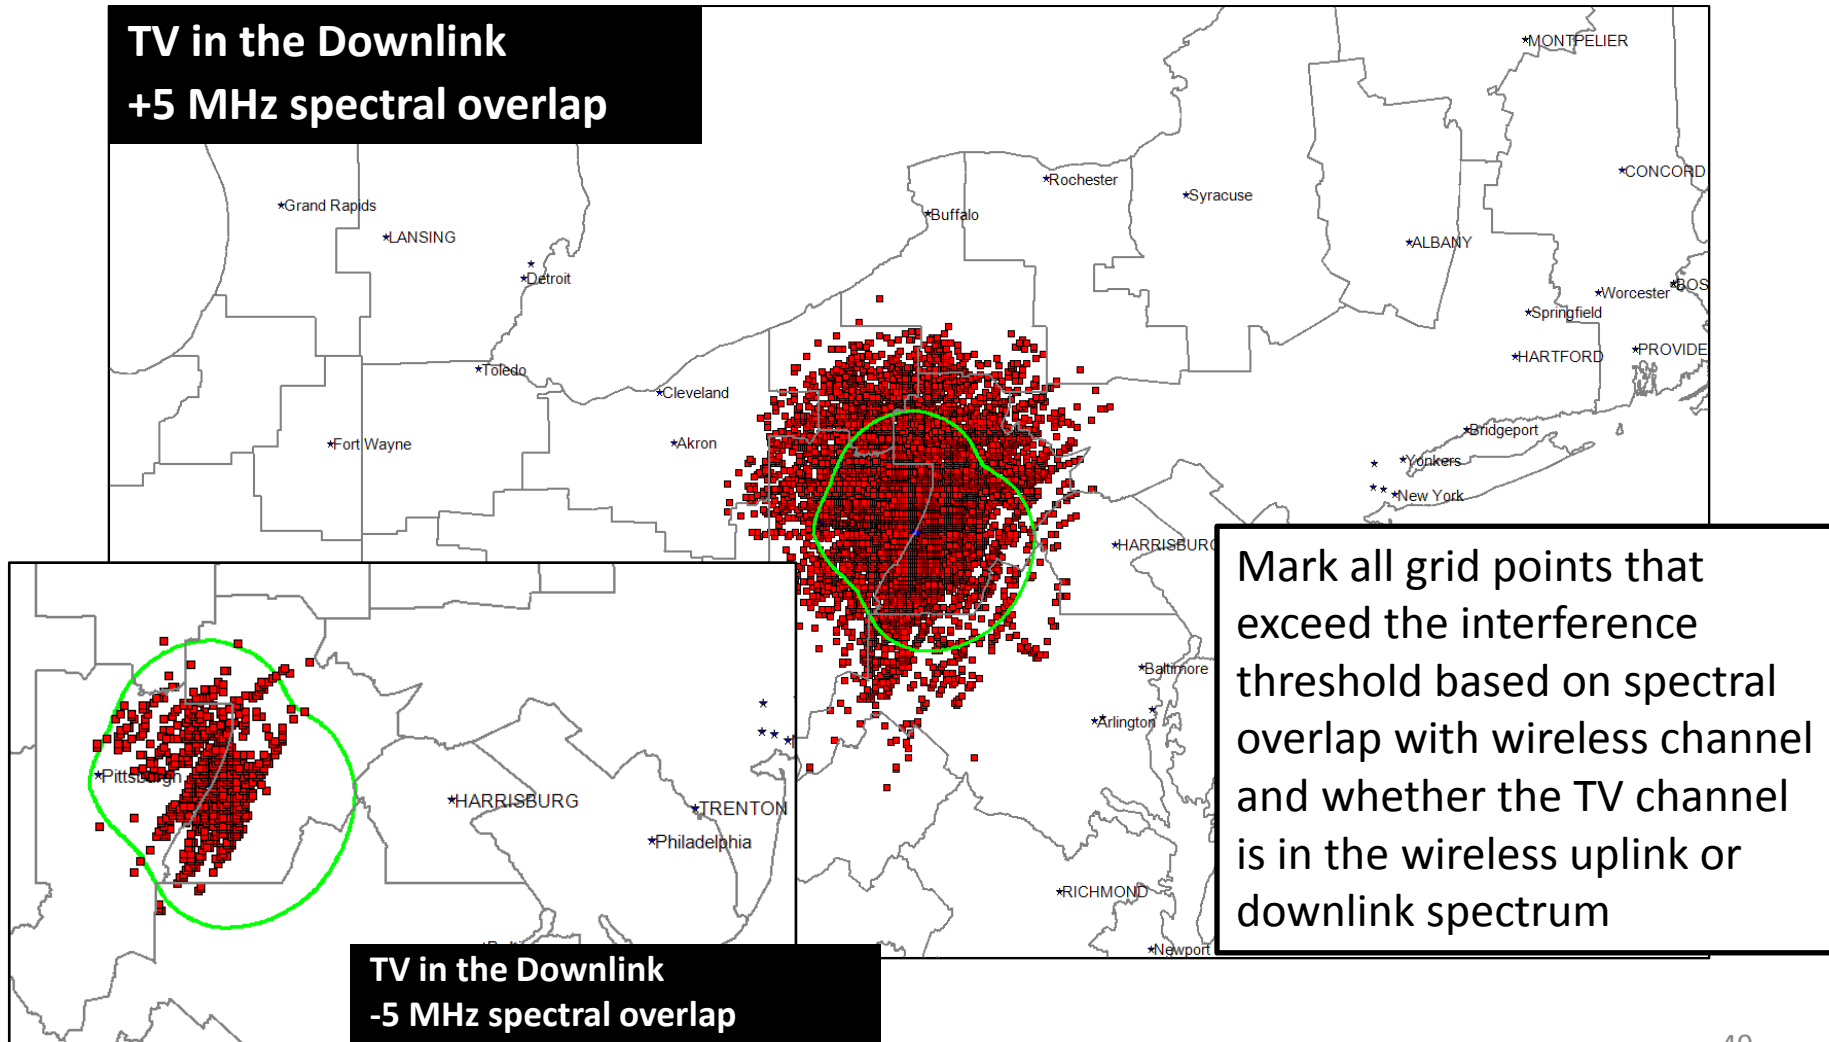 TV in the Downlink
+5 MHz spectral overlap
MONTPELIER
CONCORD
Rochester
Syracuse
Grand Rapids
Buffalo
LANSING
ALBANY
Detroit
Worcester
BOS
Springfield
HARTFORD
PROVIDE
Toledo
Cleveland
Bridgeport
Fort Wayne
Akron
Yonkers
New York
HARRISBURG
Baltimore
Arlington
RICHMOND
Newport
Mark all grid points that
exceed the interference
threshold based on spectral
overlap with wireless channel
and whether the TV channel
is in the wireless uplink or
downlink spectrum
Pittsburgh
HARRISBURG
TRENTON
Philadelphia
TV in the Downlink
-5 MHz spectral overlap